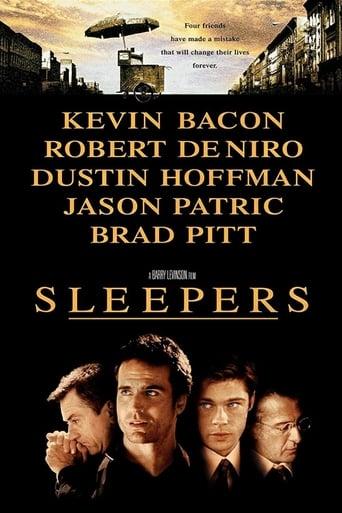 Four friends
have made a mistake
that will change their lives
forever.
KEVIN BACON
ROBERT DE NIRO
DUSTIN HOFFMAN
JASON PATRIC
BRAD PITT
A BARRY LEVINSON FILM
SLEEPERS